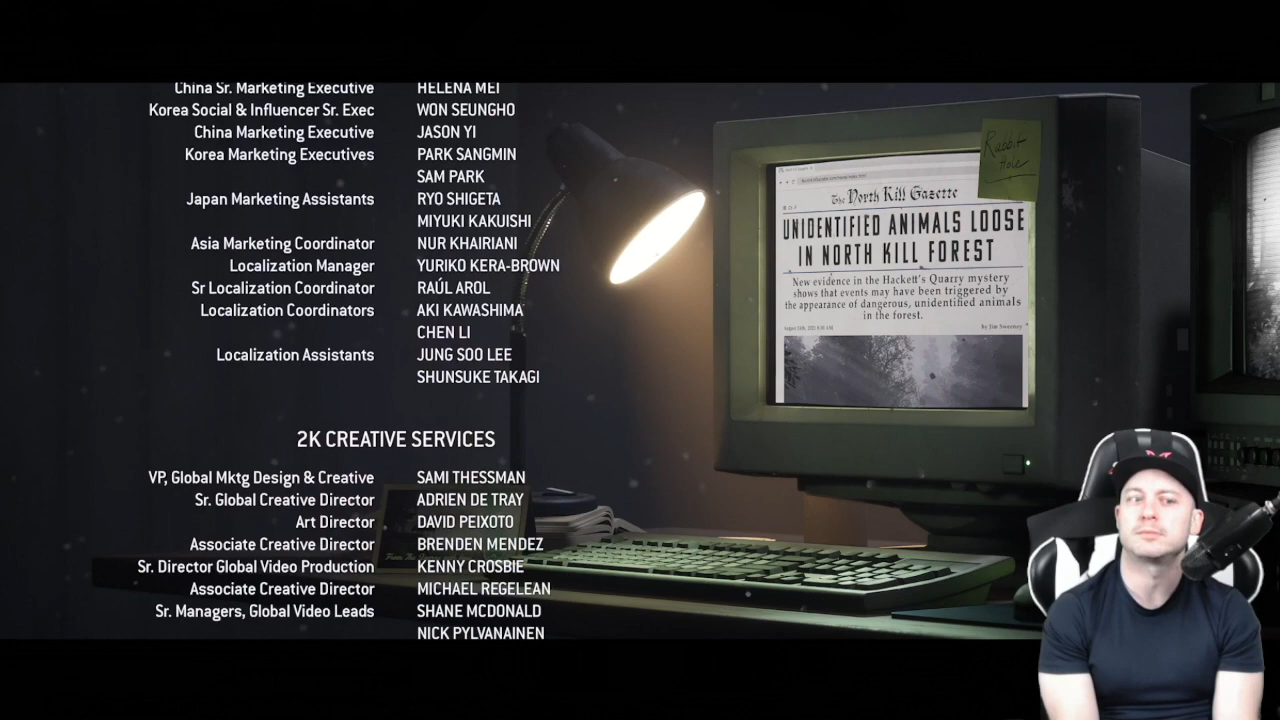 China Sr. Marketing Executive HELENA MEI
Korea Social & Influencer Sr. Exec WON SEUNGHO
China Marketing Executive JASON YI
Korea Marketing Executives PARK SANGMIN
SAM PARK
Japan Marketing Assistants RYO SHIGETA
MIYUKI KAKUISHI
Asia Marketing Coordinator NUR KHAIRIANI
Localization Manager YURIKO KERA-BROWN
Sr Localization Coordinator RAÚL AROL
Localization Coordinators AKI KAWASHIMA
CHEN LI
Localization Assistants JUNG SOO LEE
SHUNSUKE TAKAGI
2K CREATIVE SERVICES
VP, Global Mktg Design & Creative SAMI THESSMAN
Sr. Global Creative Director ADRIEN DE TRAY
Art Director DAVID PEIXOTO
Associate Creative Director BRENDEN MENDEZ
Sr. Director Global Video Production KENNY CROSBIE
Associate Creative Director MICHAEL REGELEAN
Sr. Managers, Global Video Leads SHANE MCDONALD
NICK PYLVANAINEN
Rabbit
Hole
The North Kill Gazette
UNIDENTIFIED ANIMALS LOOSE
IN NORTH KILL FOREST
New evidence in the Hackett's Quarry mystery
shows that events may have been triggered by
the appearance of dangerous, unidentified animals
in the forest.
by Jim Sweeney